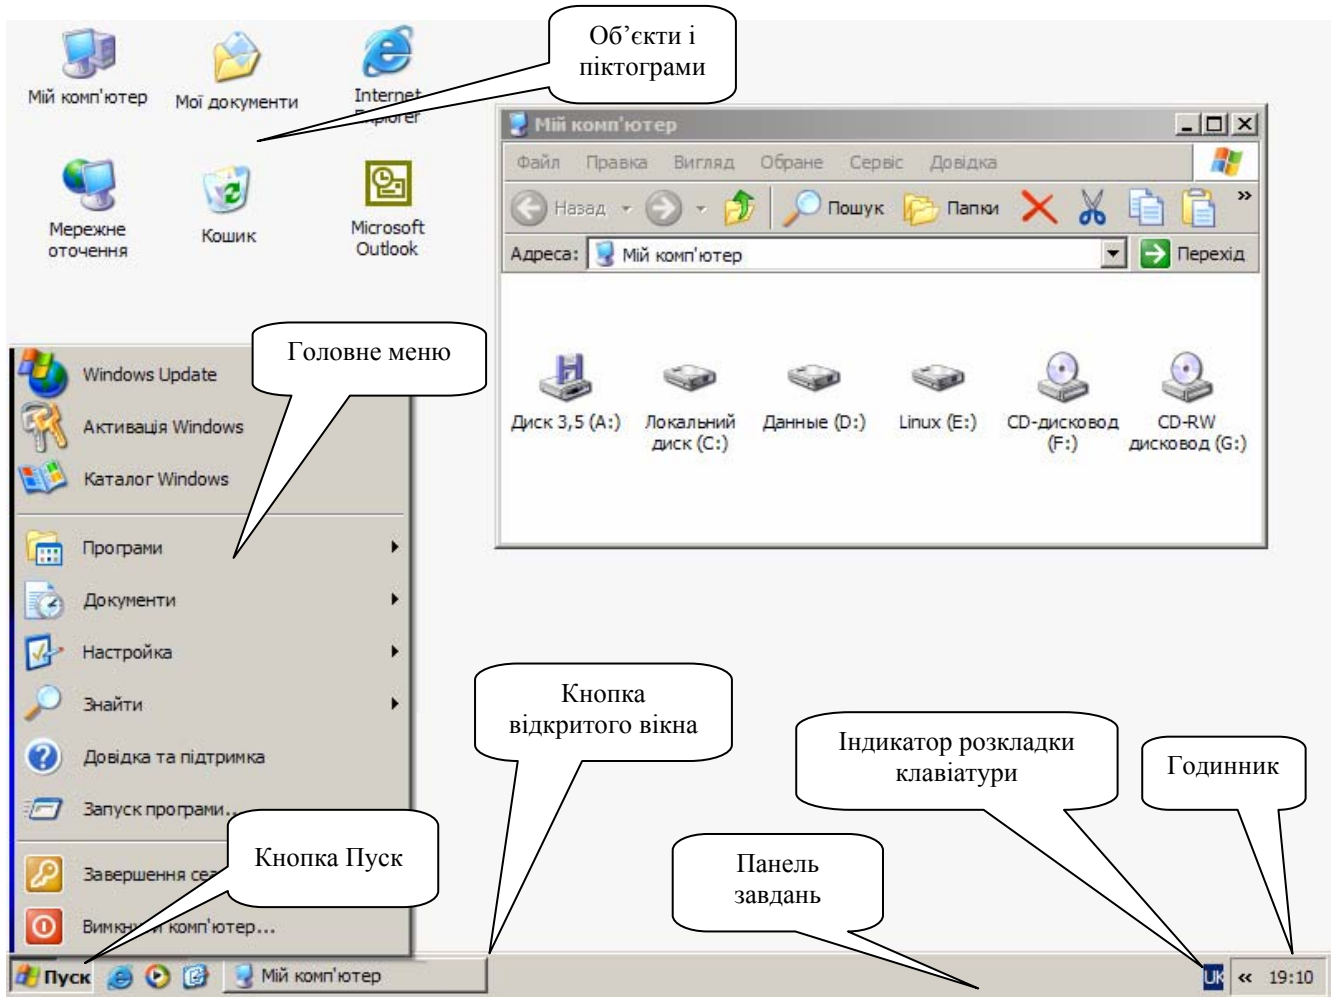 Об’єкти і
піктограми
Мій комп'ютер
Мої документи
Internet
Explorer
Мережне
оточення
Кошик
Microsoft
Outlook
Мій комп'ютер
Файл Правка Вигляд Обране Сервіс Довідка
Назад Пошук Папки »
Адреса: Мій комп'ютер Перехід
Диск 3,5 (A:)
Локальний
диск (C:)
Данные (D:)
Linux (E:)
CD-дисковод
(F:)
CD-RW
дисковод (G:)
Головне меню
Windows Update
Активація Windows
Каталог Windows
Програми
Документи
Настройка
Знайти
Довідка та підтримка
Запуск програми...
Завершення
Вимкнути комп'ютер...
Кнопка Пуск
Кнопка
відкритого вікна
Індикатор розкладки
клавіатури
Годинник
Панель
завдань
Пуск Мій комп'ютер UK « 19:10